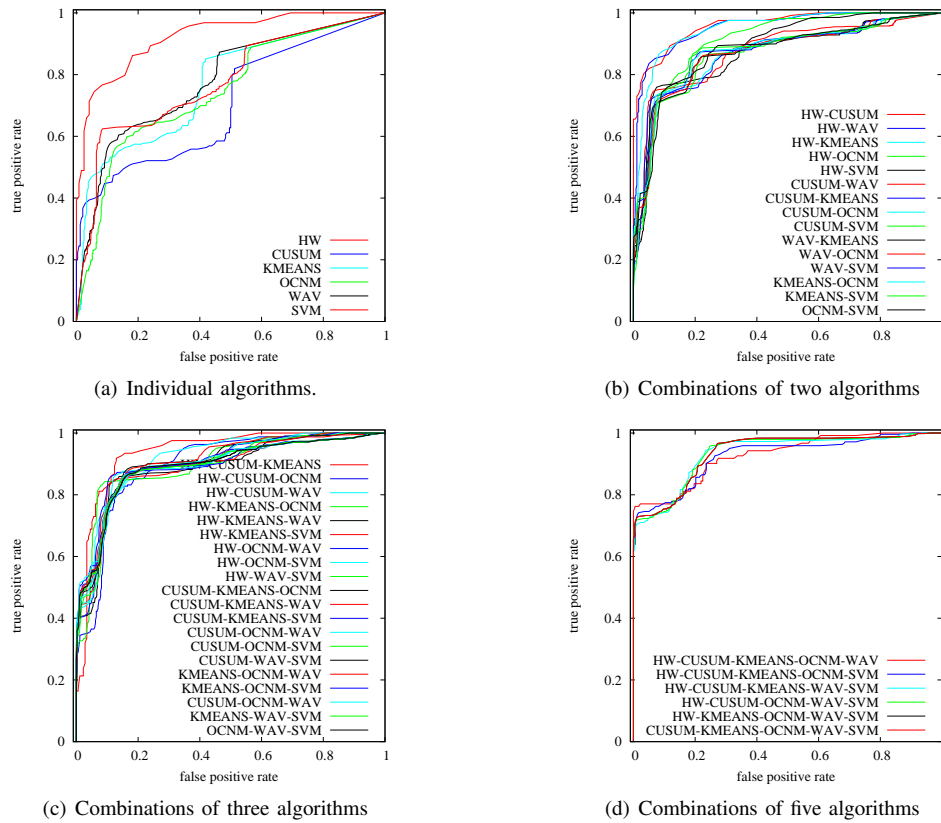 1
0.8
0.6
0.4
0.2
0
true positive rate
HW
CUSUM
KMEANS
OCNM
WAV
SVM
0 0.2 0.4 0.6 0.8 1
false positive rate
(a) Individual algorithms.
1
0.8
0.6
0.4
0.2
0
true positive rate
HW-CUSUM
HW-WAV
HW-KMEANS
HW-OCNM
HW-SVM
CUSUM-WAV
CUSUM-KMEANS
CUSUM-OCNM
CUSUM-SVM
WAV-KMEANS
WAV-OCNM
WAV-SVM
KMEANS-OCNM
KMEANS-SVM
OCNM-SVM
0 0.2 0.4 0.6 0.8
false positive rate
(b) Combinations of two algorithms
1
0.8
0.6
0.4
0.2
0
true positive rate
CUSUM-KMEANS
HW-CUSUM-OCNM
HW-CUSUM-WAV
HW-KMEANS-OCNM
HW-KMEANS-WAV
HW-KMEANS-SVM
HW-OCNM-WAV
HW-OCNM-SVM
HW-WAV-SVM
CUSUM-KMEANS-OCNM
CUSUM-KMEANS-WAV
CUSUM-KMEANS-SVM
CUSUM-OCNM-WAV
CUSUM-OCNM-SVM
CUSUM-WAV-SVM
KMEANS-OCNM-WAV
KMEANS-OCNM-SVM
CUSUM-OCNM-WAV
KMEANS-WAV-SVM
OCNM-WAV-SVM
0 0.2 0.4 0.6 0.8 1
false positive rate
(c) Combinations of three algorithms
1
0.8
0.6
0.4
0.2
0
true positive rate
HW-CUSUM-KMEANS-OCNM-WAV
HW-CUSUM-KMEANS-OCNM-SVM
HW-CUSUM-KMEANS-WAV-SVM
HW-CUSUM-OCNM-WAV-SVM
HW-KMEANS-OCNM-WAV-SVM
CUSUM-KMEANS-OCNM-WAV-SVM
0 0.2 0.4 0.6 0.8
false positive rate
(d) Combinations of five algorithms